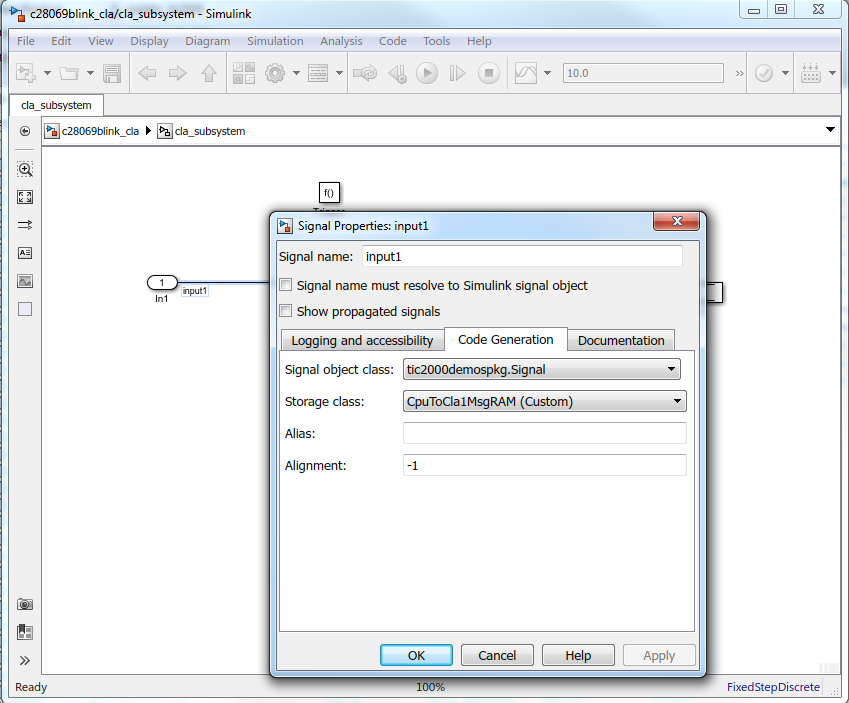 c28069blink_cla/cla_subsystem - Simulink
File Edit View Display Diagram Simulation Analysis Code Tools Help
10.0 »
cla_subsystem
c28069blink_cla cla_subsystem
f()
Signal Properties: input1
Signal name: input1
1
input1
In1
Signal name must resolve to Simulink signal object
Show propagated signals
Logging and accessibility Code Generation Documentation
Signal object class: tic2000demospkg.Signal
Storage class: CpuToCla1MsgRAM (Custom)
Alias:
Alignment: -1
OK Cancel Help Apply
Ready 100% FixedStepDiscrete